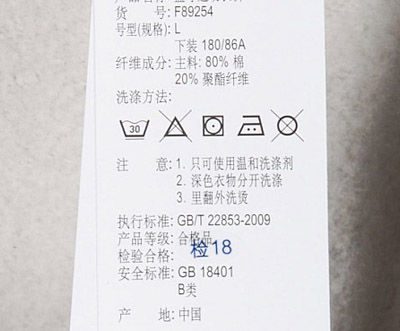 货 号: F89254
号型(规格): L
下装 180/86A
纤维成分: 主料: 80% 棉
20% 聚酯纤维
洗涤方法:
30
注 意: 1. 只可使用温和洗涤剂
2. 深色衣物分开洗涤
3. 里翻外洗烫
执行标准: GB/T 22853-2009
产品等级: 合格品
检验合格: 检18
安全标准: GB 18401
B类
产 地: 中国